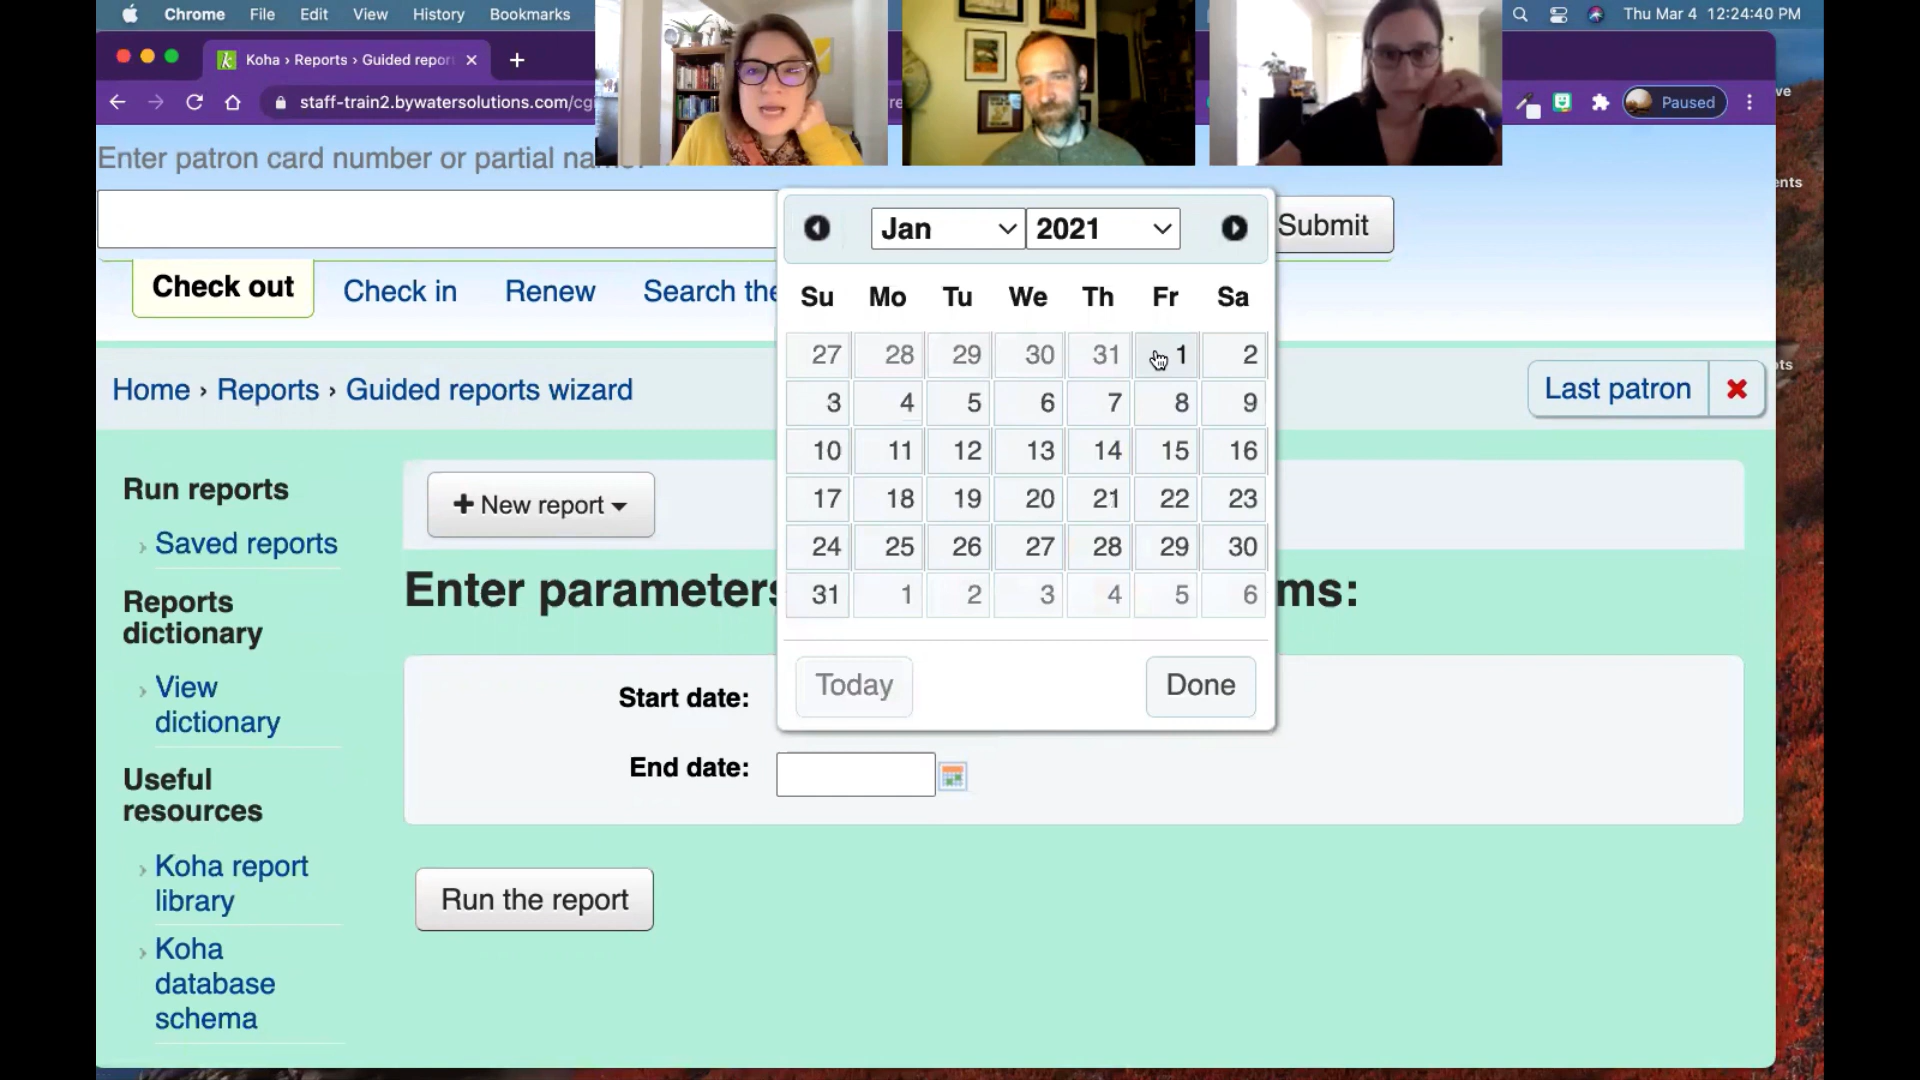 Chrome File Edit View History Bookmarks
Thu Mar 4 12:24:40 PM
Koha › Reports › Guided repor
staff-train2.bywatersolutions.com/cg
Paused
Enter patron card number or partial name:
Submit
Check out Check in Renew Search the
Home › Reports › Guided reports wizard
Last patron
Jan 2021
Su Mo Tu We Th Fr Sa
27 28 29 30 31 1 2
3 4 5 6 7 8 9
10 11 12 13 14 15 16
17 18 19 20 21 22 23
24 25 26 27 28 29 30
31 1 2 3 4 5 6
Today Done
Run reports
Saved reports
Reports
dictionary
View
dictionary
Useful
resources
Koha report
library
Koha
database
schema
+ New report
Enter parameters
ms:
Start date:
End date:
Run the report